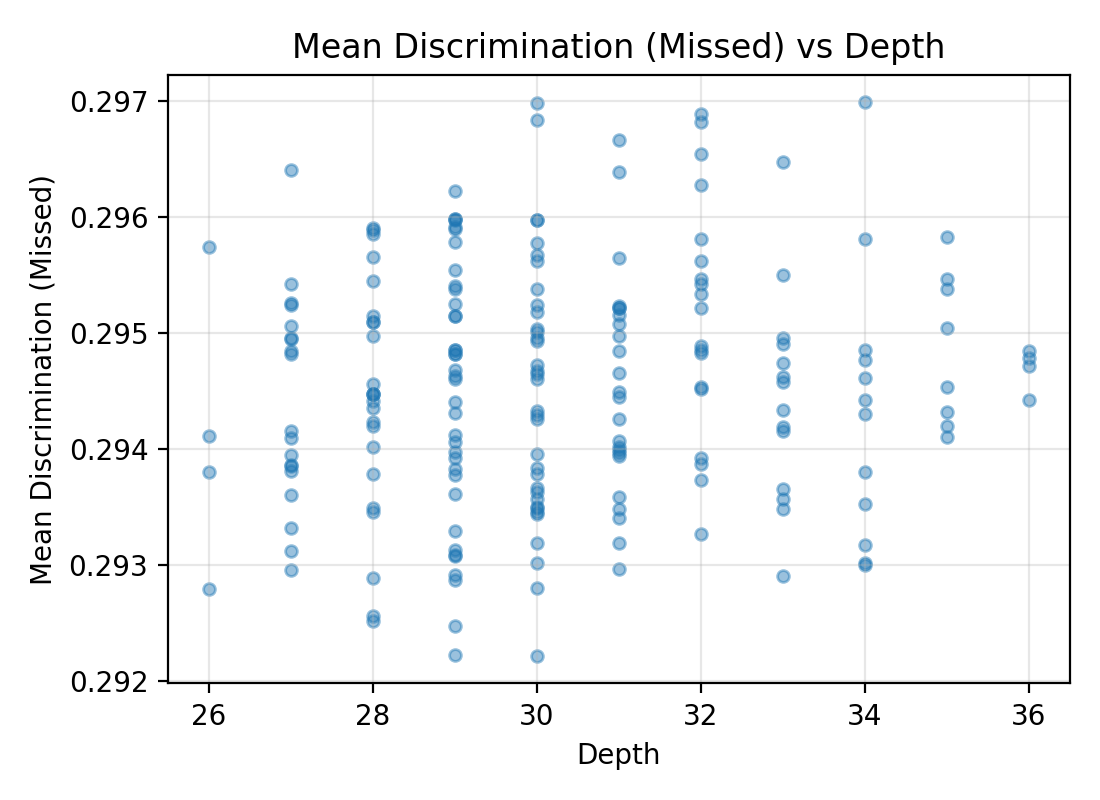 Mean Discrimination (Missed) vs Depth
Mean Discrimination (Missed)
0.297
0.296
0.295
0.294
0.293
0.292
26 28 30 32 34 36
Depth